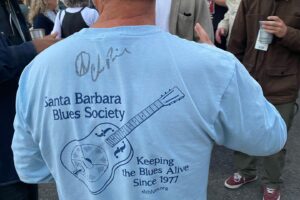 Santa Barbara
Blues Society
Keeping
the Blues Alive
Since 1977